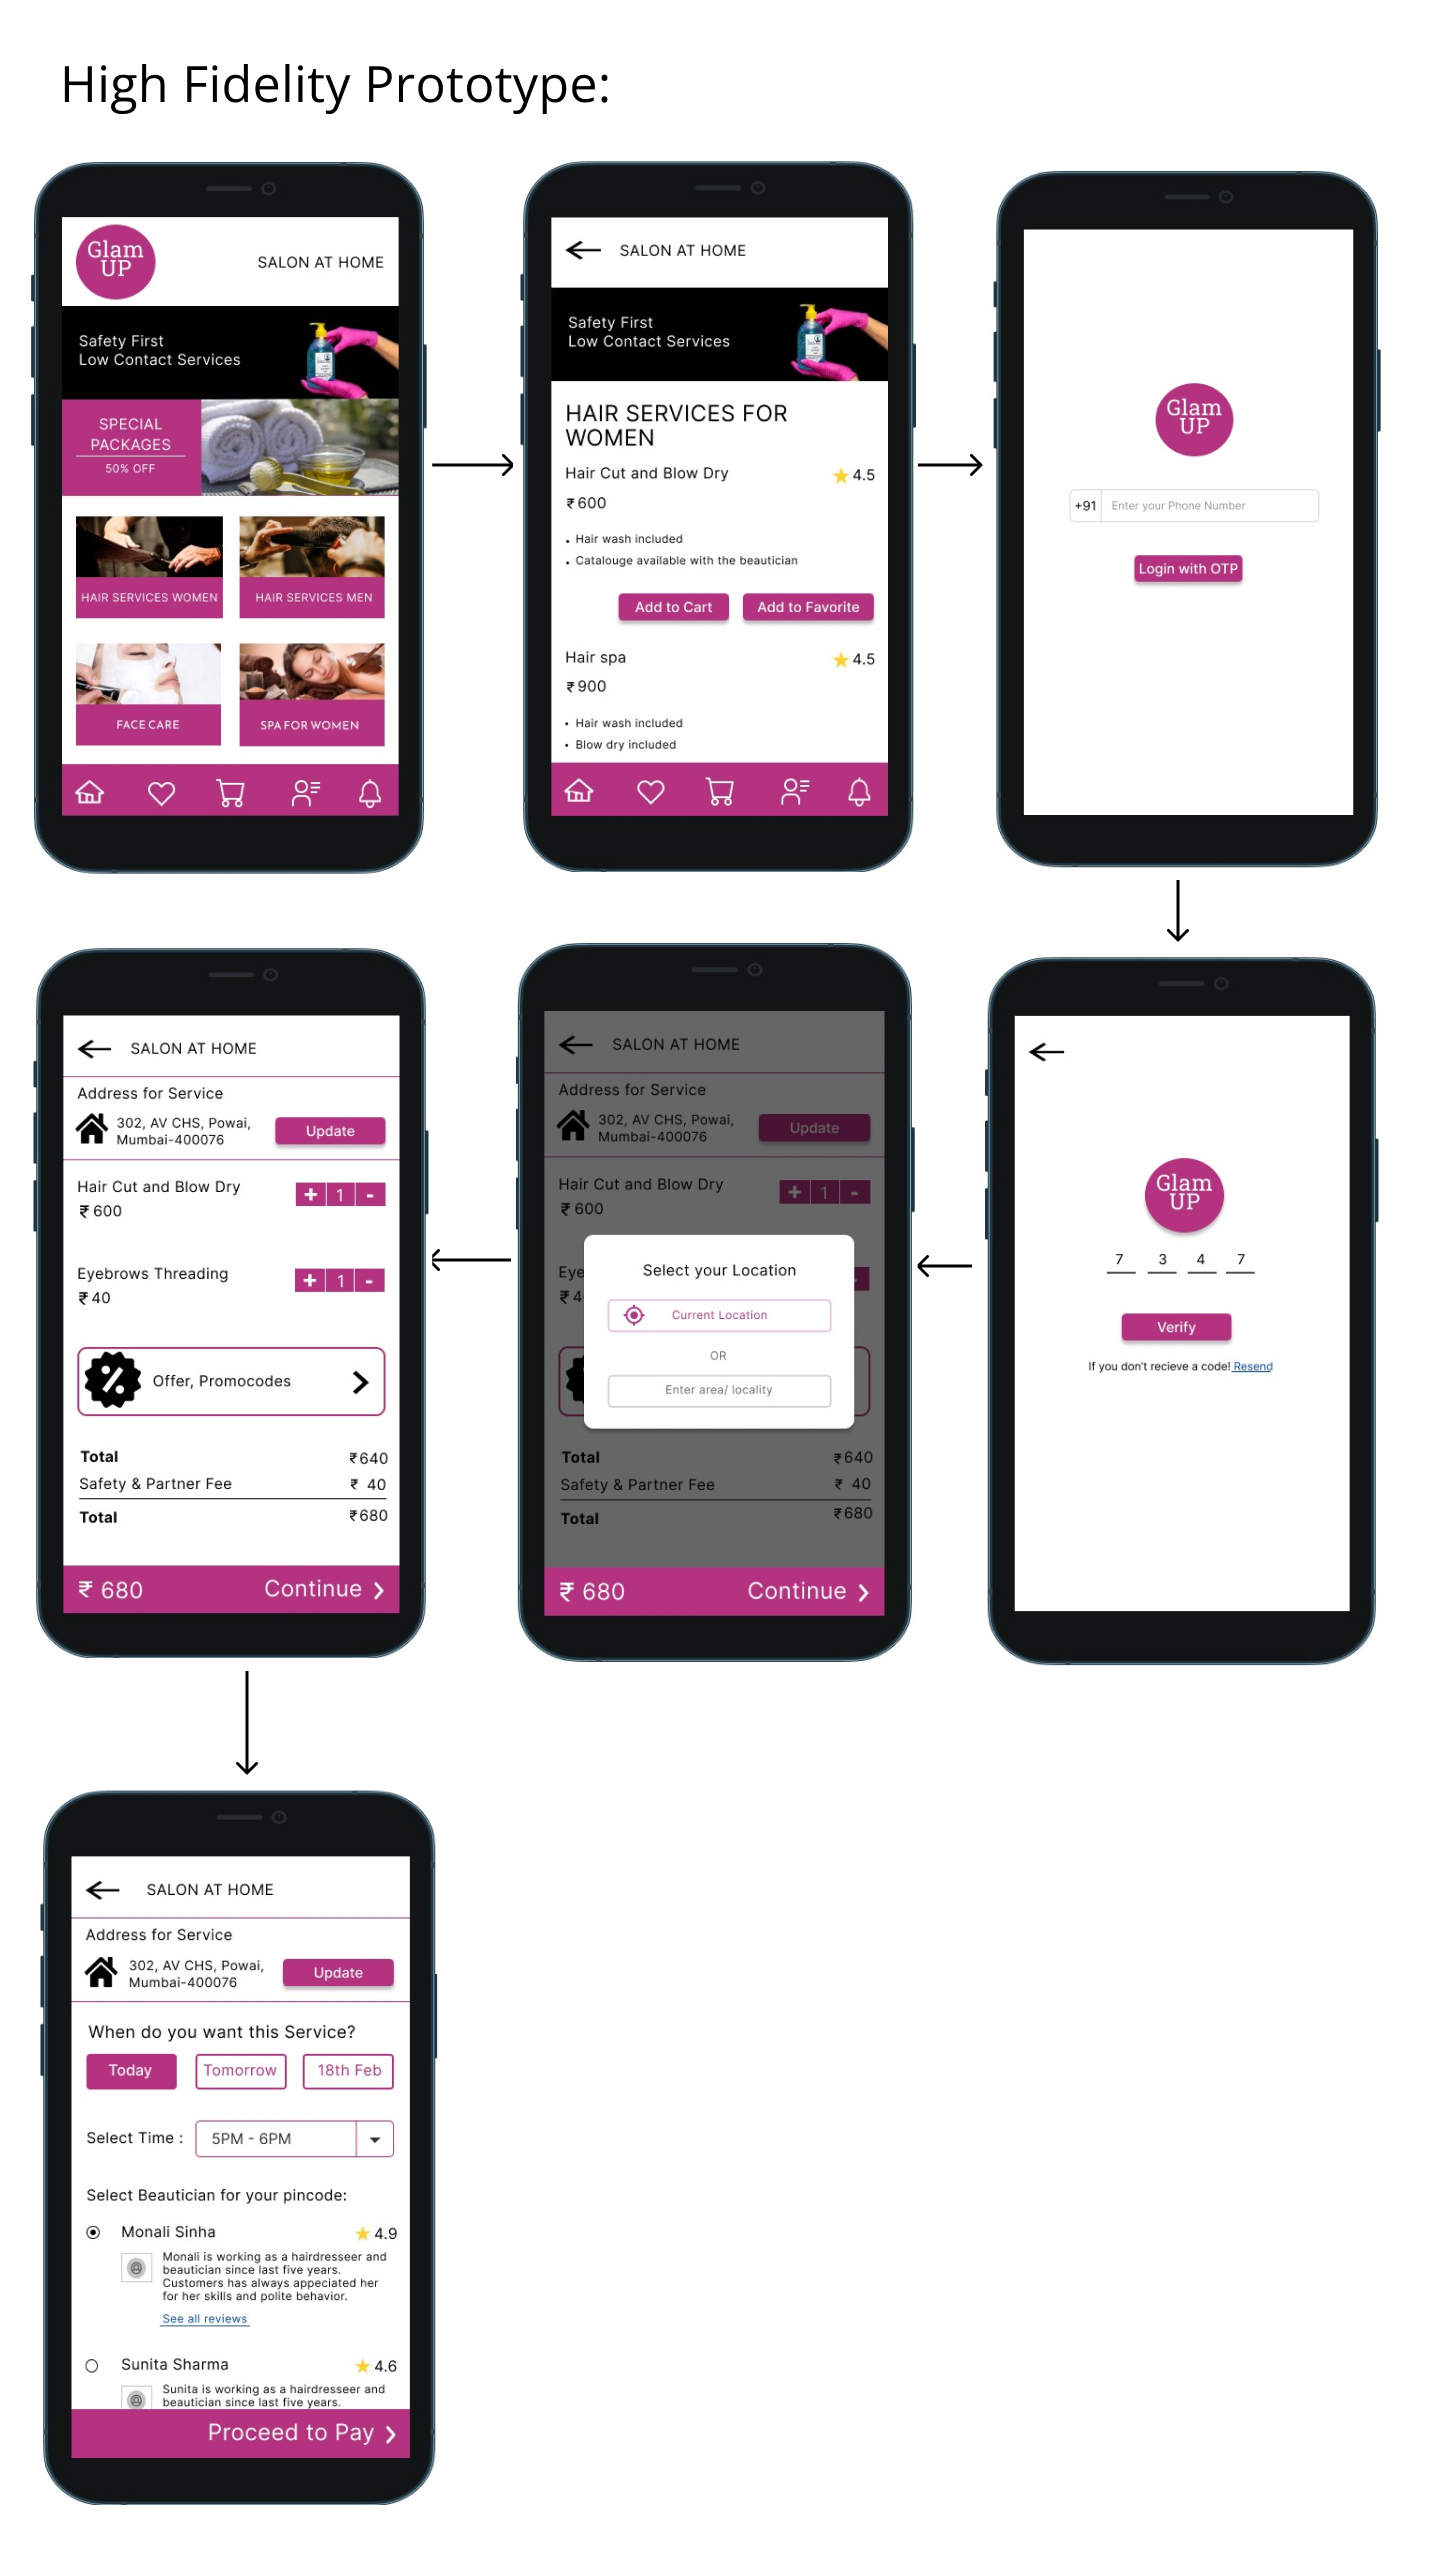 High Fidelity Prototype:
Glam
UP
SALON AT HOME
Safety First
Low Contact Services
SPECIAL
PACKAGES
50% OFF
HAIR SERVICES WOMEN
HAIR SERVICES MEN
FACE CARE
SPA FOR WOMEN
SALON AT HOME
Safety First
Low Contact Services
HAIR SERVICES FOR
WOMEN
Hair Cut and Blow Dry
4.5
₹ 600
• Hair wash included
• Catalouge available with the beautician
Add to Cart
Add to Favorite
Hair spa
4.5
₹ 900
• Hair wash included
• Blow dry included
Glam
UP
+91 Enter your Phone Number
Login with OTP
Glam
UP
7 3 4 7
Verify
If you don't recieve a code! Resend
SALON AT HOME
Address for Service
302, AV CHS, Powai,
Mumbai-400076
Update
Hair Cut and Blow Dry
+ 1 -
₹ 600
Eye
₹ 4
Select your Location
Current Location
OR
Enter area/ locality
Total ₹640
Safety & Partner Fee ₹ 40
Total ₹680
₹ 680 Continue >
SALON AT HOME
Address for Service
302, AV CHS, Powai,
Mumbai-400076
Update
Hair Cut and Blow Dry
+ 1 -
₹ 600
Eyebrows Threading
+ 1 -
₹ 40
% Offer, Promocodes >
Total ₹640
Safety & Partner Fee ₹ 40
Total ₹680
₹ 680 Continue >
SALON AT HOME
Address for Service
302, AV CHS, Powai,
Mumbai-400076
Update
When do you want this Service?
Today Tomorrow 18th Feb
Select Time : 5PM - 6PM
Select Beautician for your pincode:
Monali Sinha 4.9
Monali is working as a hairdresseer and
beautician since last five years.
Customers has always appeciated her
for her skills and polite behavior.
See all reviews
Sunita Sharma 4.6
Sunita is working as a hairdresseer and
beautician since last five years.
Proceed to Pay >